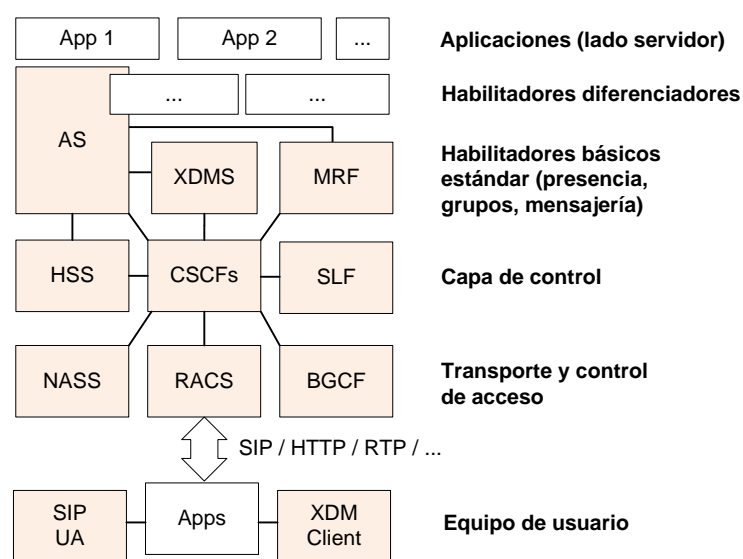 App 1
App 2
...
Aplicaciones (lado servidor)
...
...
Habilitadores diferenciadores
AS
XDMS
MRF
Habilitadores básicos
estándar (presencia,
grupos, mensajería)
HSS
CSCFs
SLF
Capa de control
NASS
RACS
BGCF
Transporte y control
de acceso
SIP / HTTP / RTP / ...
SIP
UA
Apps
XDM
Client
Equipo de usuario